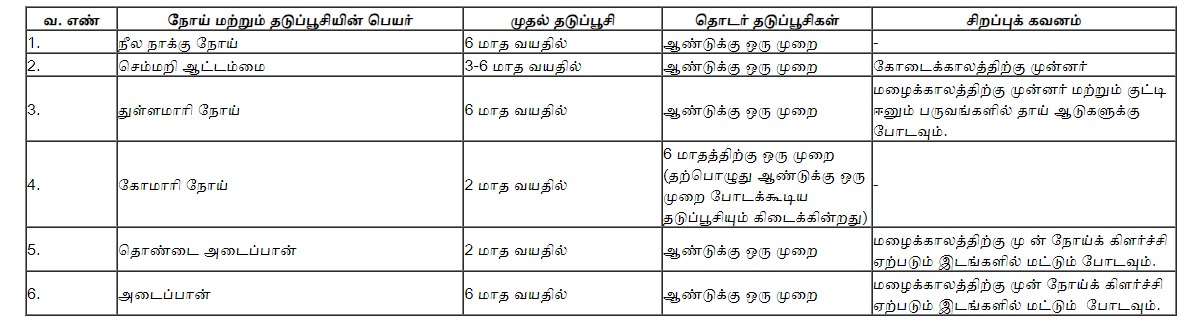 வ. எண் நோய் மற்றும் தடுப்பூசியின் பெயர் முதல் தடுப்பூசி தொடர் தடுப்பூசிகள் சிறப்புக் கவனம்
1. நீல நாக்கு நோய் 6 மாத வயதில் ஆண்டுக்கு ஒரு முறை -
2. செம்மறி ஆட்டம்மை 3-6 மாத வயதில் ஆண்டுக்கு ஒரு முறை கோடைக்காலத்திற்கு முன்னர்
3. துள்ளமாரி நோய் 6 மாத வயதில் ஆண்டுக்கு ஒரு முறை மழைக்காலத்திற்கு முன்னர் மற்றும் குட்டி
ஈனும் பருவங்களில் தாய் ஆடுகளுக்கு
போடவும்.
4. கோமாரி நோய் 2 மாத வயதில் 6 மாதத்திற்கு ஒரு முறை
(தற்பொழுது ஆண்டுக்கு ஒரு
முறை போடக்கூடிய
தடுப்பூசியும் கிடைக்கின்றது)
-
5. தொண்டை அடைப்பான் 2 மாத வயதில் ஆண்டுக்கு ஒரு முறை மழைக்காலத்திற்கு மு ன் நோய்க் கிளர்ச்சி
ஏற்படும் இடங்களில் மட்டும் போடவும்.
6. அடைப்பான் 6 மாத வயதில் ஆண்டுக்கு ஒரு முறை மழைக்காலத்திற்கு முன் நோய்க் கிளர்ச்சி
ஏற்படும் இடங்களில் மட்டும் போடவும்.